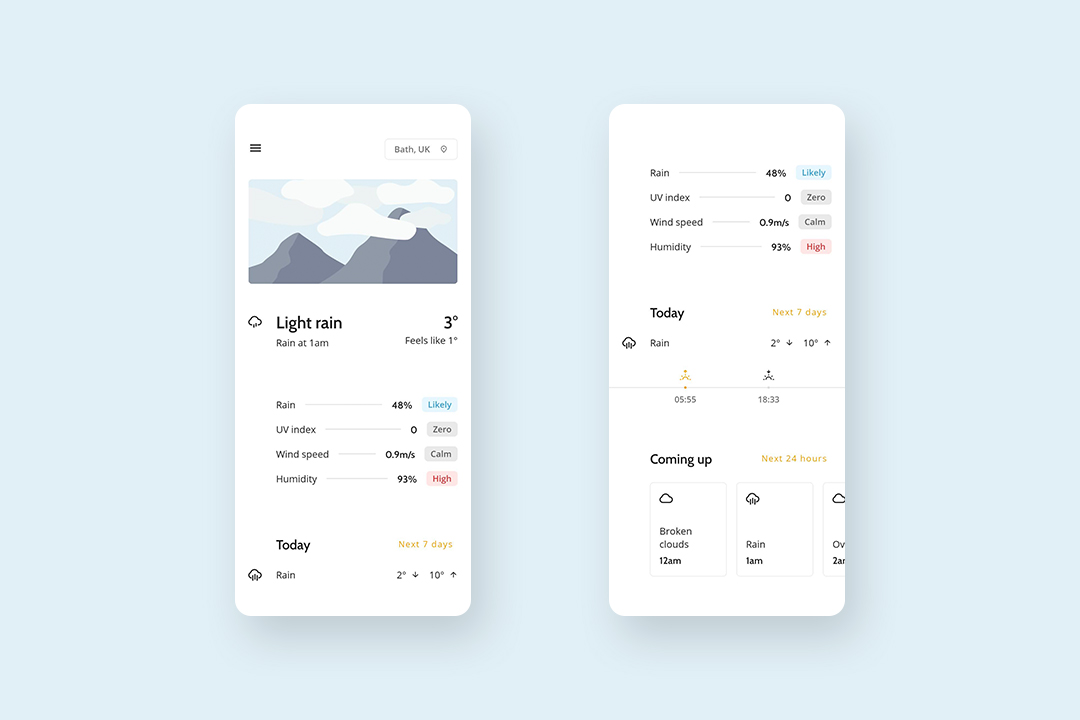 Bath, UK
Light rain 3°
Rain at 1am Feels like 1°
Rain 48% Likely
UV index 0 Zero
Wind speed 0.9m/s Calm
Humidity 93% High
Today Next 7 days
Rain 2° ↓ 10° ↑
Rain 48% Likely
UV index 0 Zero
Wind speed 0.9m/s Calm
Humidity 93% High
Today Next 7 days
Rain 2° ↓ 10° ↑
05:55 18:33
Coming up Next 24 hours
Broken
clouds
12am
Rain
1am
Ov
2am